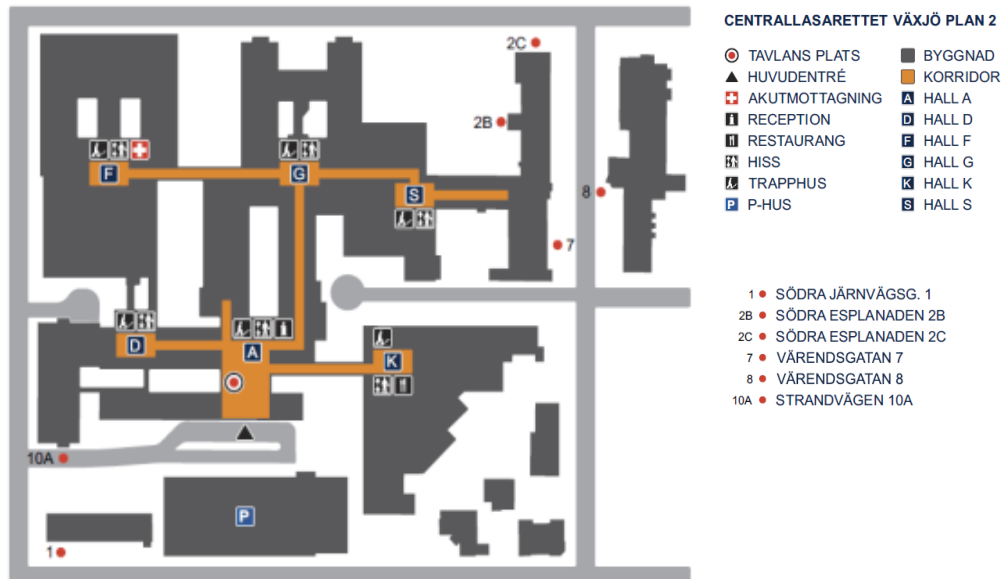 CENTRALLASARETTET VÄXJÖ PLAN 2
TAVLANS PLATS
HUVUDENTRÉ
AKUTMOTTAGNING
RECEPTION
RESTAURANG
HISS
TRAPPHUS
P P-HUS
BYGGNAD
KORRIDOR
A HALL A
D HALL D
F HALL F
G HALL G
K HALL K
S HALL S
1 SÖDRA JÄRNVÄGSG. 1
2B SÖDRA ESPLANADEN 2B
2C SÖDRA ESPLANADEN 2C
7 VÄRENDSGATAN 7
8 VÄRENDSGATAN 8
10A STRANDVÄGEN 10A
2C
2B
F
G
S
8
7
D
A
K
10A
P
1